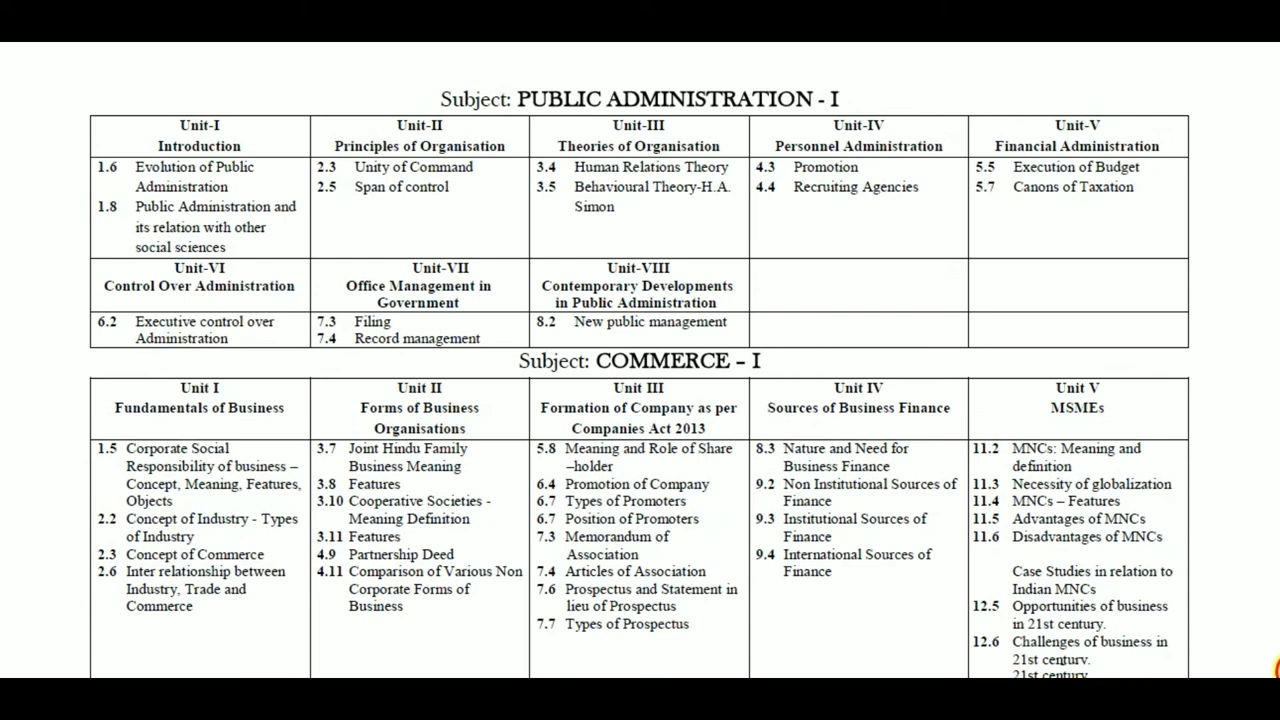 Subject: PUBLIC ADMINISTRATION - I
Unit-I
Introduction
Unit-II
Principles of Organisation
Unit-III
Theories of Organisation
Unit-IV
Personnel Administration
Unit-V
Financial Administration
1.6 Evolution of Public
Administration
1.8 Public Administration and
its relation with other
social sciences
2.3 Unity of Command
2.5 Span of control
3.4 Human Relations Theory
3.5 Behavioural Theory-H.A.
Simon
4.3 Promotion
4.4 Recruiting Agencies
5.5 Execution of Budget
5.7 Canons of Taxation
Unit-VI
Control Over Administration
Unit-VII
Office Management in
Government
Unit-VIII
Contemporary Developments
in Public Administration
6.2 Executive control over
Administration
7.3 Filing
7.4 Record management
8.2 New public management
Subject: COMMERCE – I
Unit I
Fundamentals of Business
Unit II
Forms of Business
Organisations
Unit III
Formation of Company as per
Companies Act 2013
Unit IV
Sources of Business Finance
Unit V
MSMEs
1.5 Corporate Social
Responsibility of business –
Concept, Meaning, Features,
Objects
2.2 Concept of Industry - Types
of Industry
2.3 Concept of Commerce
2.6 Inter relationship between
Industry, Trade and
Commerce
3.7 Joint Hindu Family
Business Meaning
3.8 Features
3.10 Cooperative Societies -
Meaning Definition
3.11 Features
4.9 Partnership Deed
4.11 Comparison of Various Non
Corporate Forms of
Business
5.8 Meaning and Role of Share
–holder
6.4 Promotion of Company
6.7 Types of Promoters
6.7 Position of Promoters
7.3 Memorandum of
Association
7.4 Articles of Association
7.6 Prospectus and Statement in
lieu of Prospectus
7.7 Types of Prospectus
8.3 Nature and Need for
Business Finance
9.2 Non Institutional Sources of
Finance
9.3 Institutional Sources of
Finance
9.4 International Sources of
Finance
11.2 MNCs: Meaning and
definition
11.3 Necessity of globalization
11.4 MNCs – Features
11.5 Advantages of MNCs
11.6 Disadvantages of MNCs
Case Studies in relation to
Indian MNCs
12.5 Opportunities of business
in 21st century.
12.6 Challenges of business in
21st century.
21st century